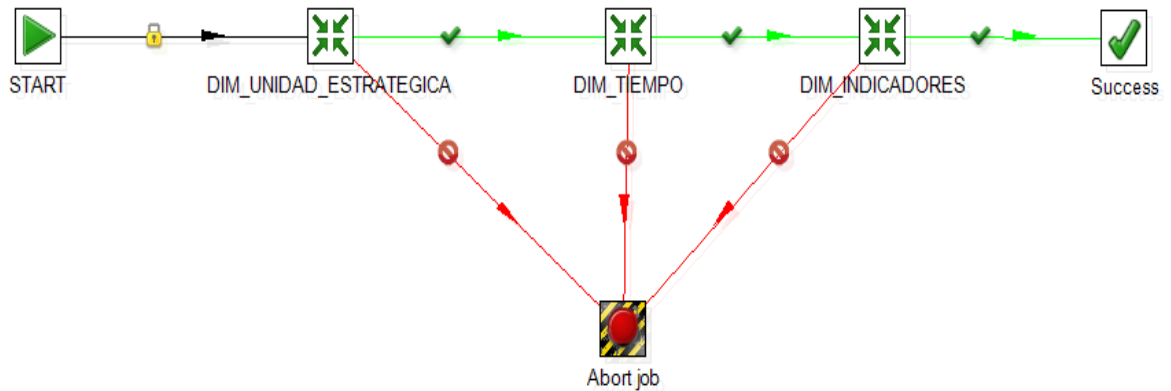 START
DIM_UNIDAD_ESTRATEGICA
DIM_TIEMPO
DIM_INDICADORES
Success
Abort job